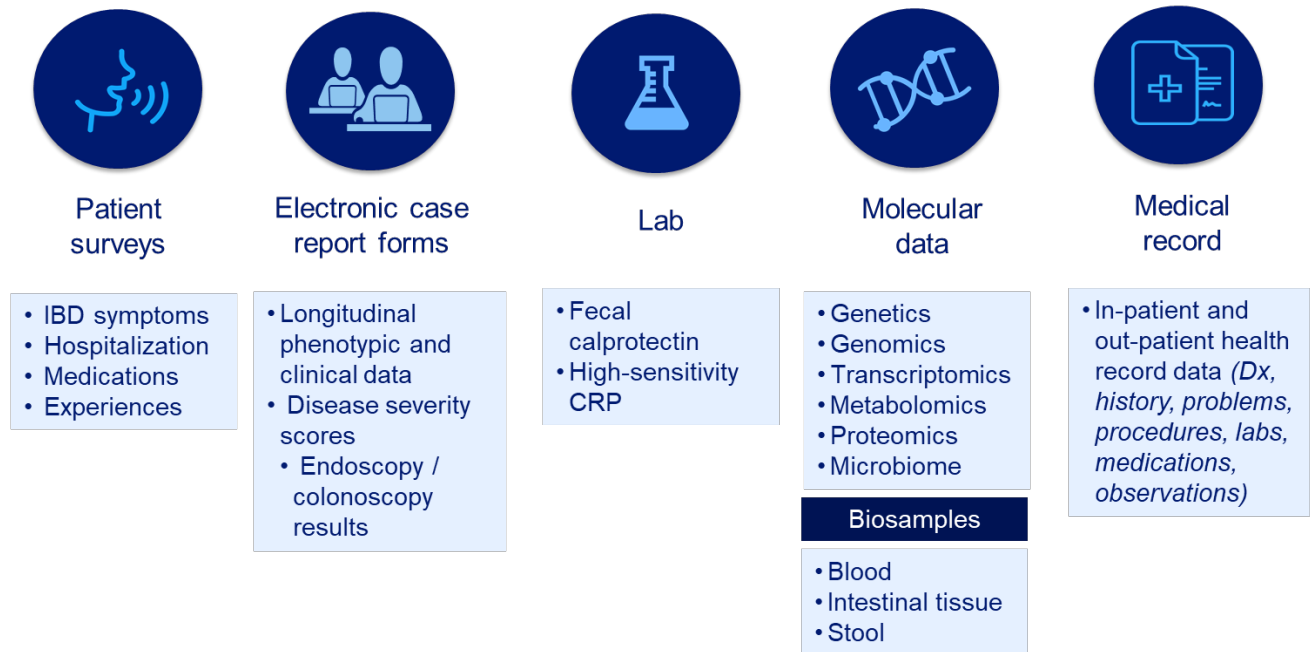 Patient
surveys
• IBD symptoms
• Hospitalization
• Medications
• Experiences
Electronic case
report forms
• Longitudinal
phenotypic and
clinical data
• Disease severity
scores
• Endoscopy /
colonoscopy
results
Lab
• Fecal
calprotectin
• High-sensitivity
CRP
Molecular
data
• Genetics
• Genomics
• Transcriptomics
• Metabolomics
• Proteomics
• Microbiome
Biosamples
• Blood
• Intestinal tissue
• Stool
Medical
record
• In-patient and
out-patient health
record data (Dx,
history, problems,
procedures, labs,
medications,
observations)